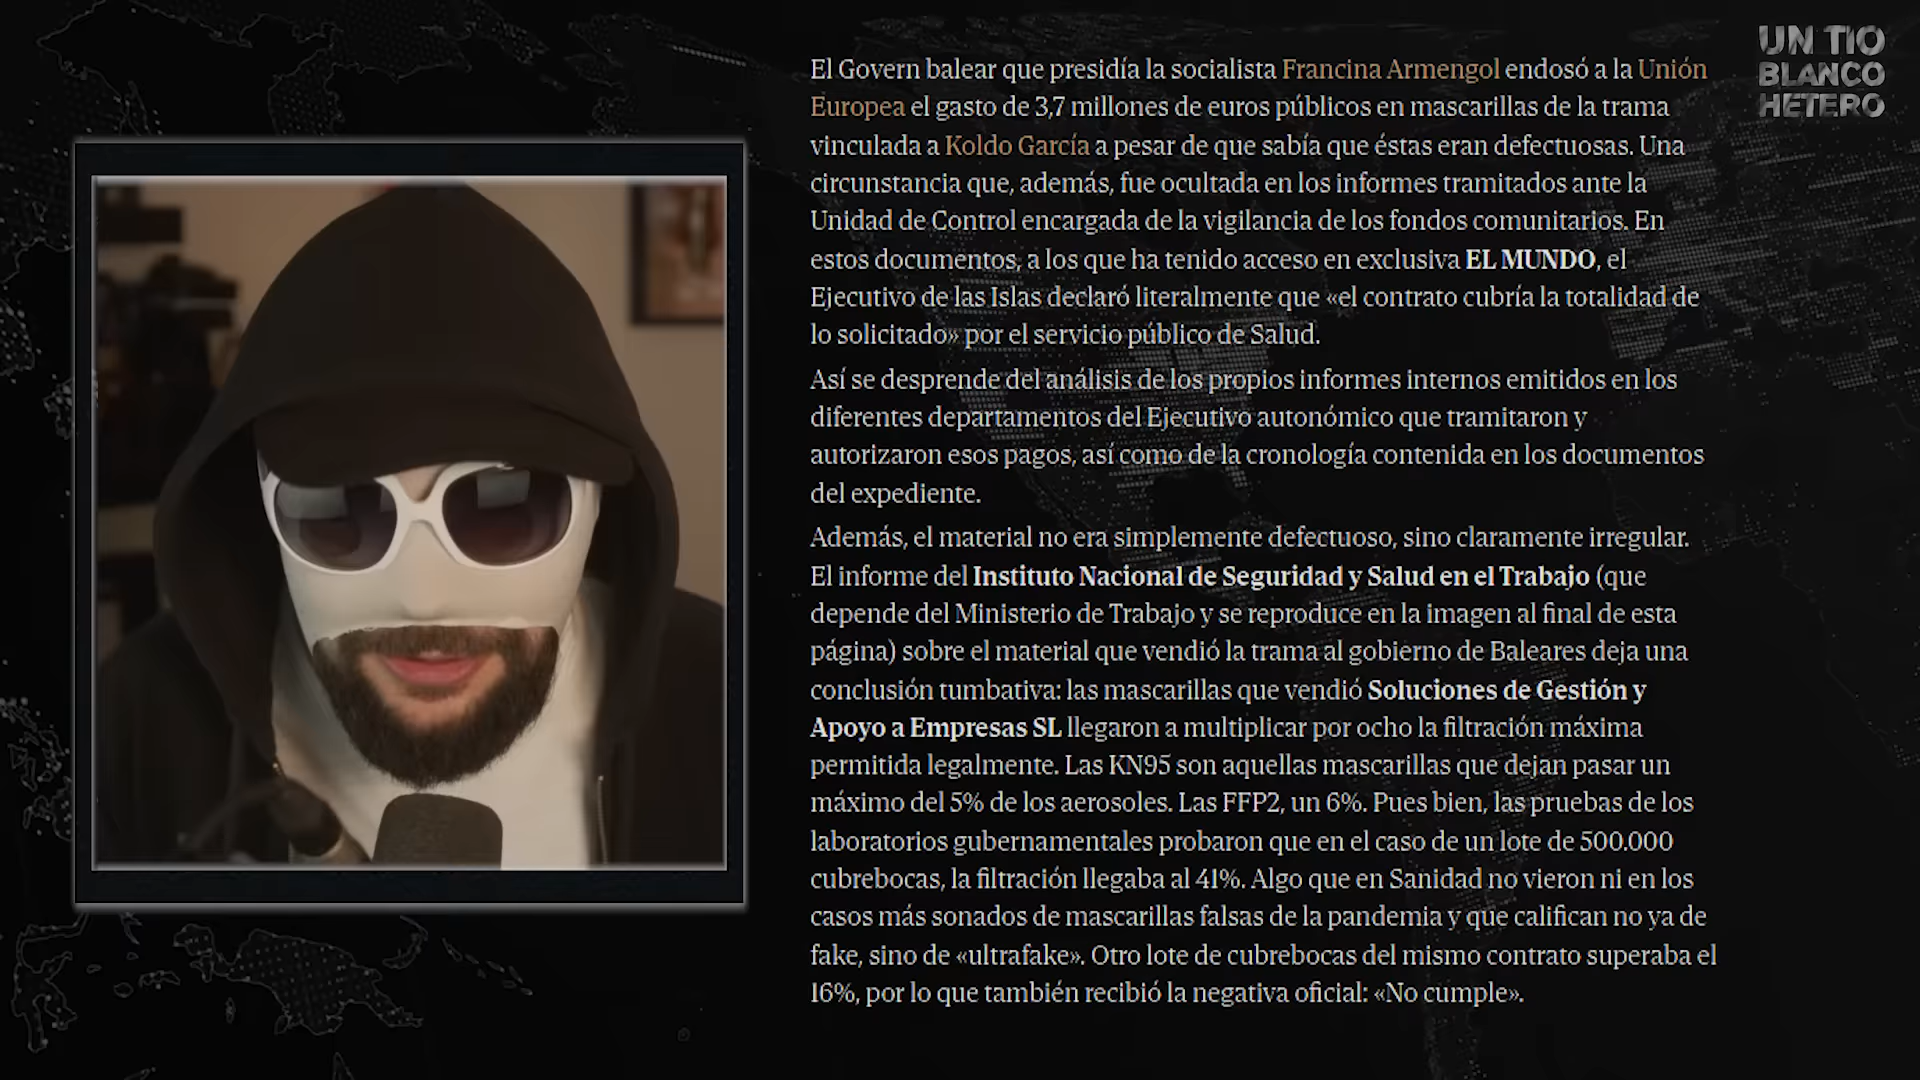 UN TIO
BLANCO
HETERO
El Govern balear que presidía la socialista Francina Armengol endosó a la Unión
Europea el gasto de 3,7 millones de euros públicos en mascarillas de la trama
vinculada a Koldo García a pesar de que sabía que éstas eran defectuosas. Una
circunstancia que, además, fue ocultada en los informes tramitados ante la
Unidad de Control encargada de la vigilancia de los fondos comunitarios. En
estos documentos, a los que ha tenido acceso en exclusiva EL MUNDO, el
Ejecutivo de las Islas declaró literalmente que «el contrato cubría la totalidad de
lo solicitado» por el servicio público de Salud.
Así se desprende del análisis de los propios informes internos emitidos en los
diferentes departamentos del Ejecutivo autonómico que tramitaron y
autorizaron esos pagos, así como de la cronología contenida en los documentos
del expediente.
Además, el material no era simplemente defectuoso, sino claramente irregular.
El informe del Instituto Nacional de Seguridad y Salud en el Trabajo (que
depende del Ministerio de Trabajo y se reproduce en la imagen al final de esta
página) sobre el material que vendió la trama al gobierno de Baleares deja una
conclusión tumbativa: las mascarillas que vendió Soluciones de Gestión y
Apoyo a Empresas SL llegaron a multiplicar por ocho la filtración máxima
permitida legalmente. Las KN95 son aquellas mascarillas que dejan pasar un
máximo del 5% de los aerosoles. Las FFP2, un 6%. Pues bien, las pruebas de los
laboratorios gubernamentales probaron que en el caso de un lote de 500.000
cubrebocas, la filtración llegaba al 41%. Algo que en Sanidad no vieron ni en los
casos más sonados de mascarillas falsas de la pandemia y que califican no ya de
fake, sino de «ultrafake». Otro lote de cubrebocas del mismo contrato superaba el
16%, por lo que también recibió la negativa oficial: «No cumple».